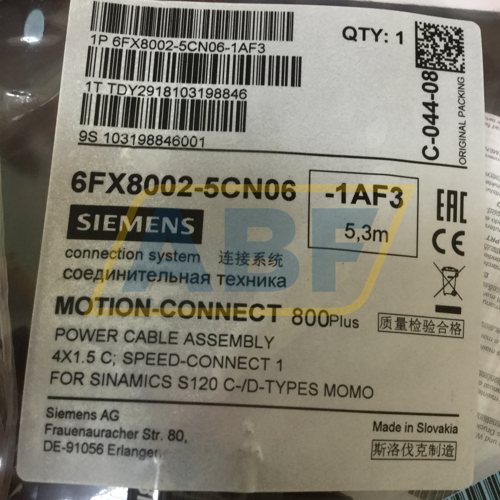 1P 6FX8002-5CN06-1AF3
QTY: 1
1T TDY2918103198846
9S 103198846001
C-044-08
ORIGINAL PACKING
6FX8002-5CN06
-1AF3
5,3m
SIEMENS
EAC
CE
connection system 连接系统
соединительная техника
ABF
MOTION-CONNECT 800Plus
质量检验合格
POWER CABLE ASSEMBLY
4X1.5 C; SPEED-CONNECT 1
FOR SINAMICS S120 C-/D-TYPES MOMO
Siemens AG
Frauenauracher Str. 80,
DE-91056 Erlangen
Made in Slovakia
斯洛伐克制造